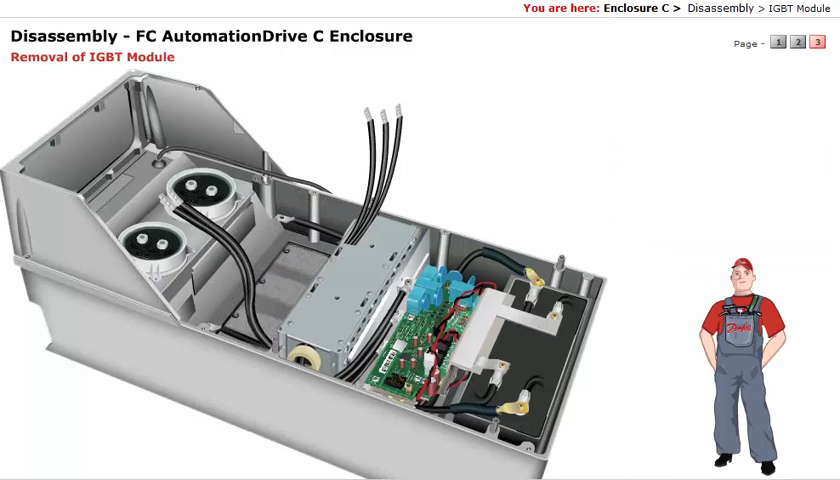 You are here: Enclosure C > Disassembly > IGBT Module
Disassembly - FC AutomationDrive C Enclosure
Removal of IGBT Module
Page - 1 2 3
Danfoss